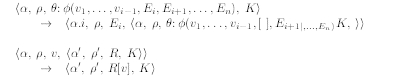 ⟨α, ρ, θ: ϕ(v₁, . . . , vᵢ₋₁, Eᵢ, Eᵢ₊₁, . . . , Eₙ), K⟩
→ ⟨α.i, ρ, Eᵢ, ⟨α, ρ, θ: ϕ(v₁, . . . , vᵢ₋₁, [ ], Eᵢ₊₁],...,Eₙ) K, ⟩⟩
⟨α, ρ, v, ⟨α′, ρ′, R, K⟩⟩
→ ⟨α′, ρ′, R[v], K⟩